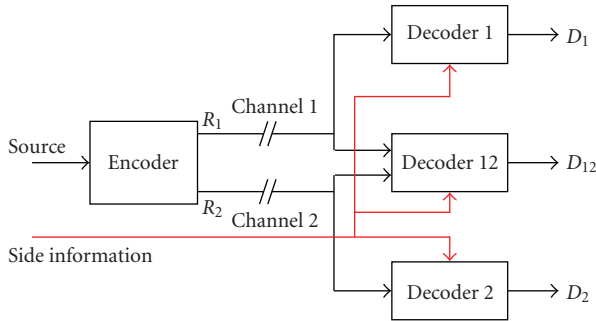 Decoder 1
D1
Channel 1
R1
Source
Encoder
Decoder 12
D12
R2
Channel 2
Side information
Decoder 2
D2